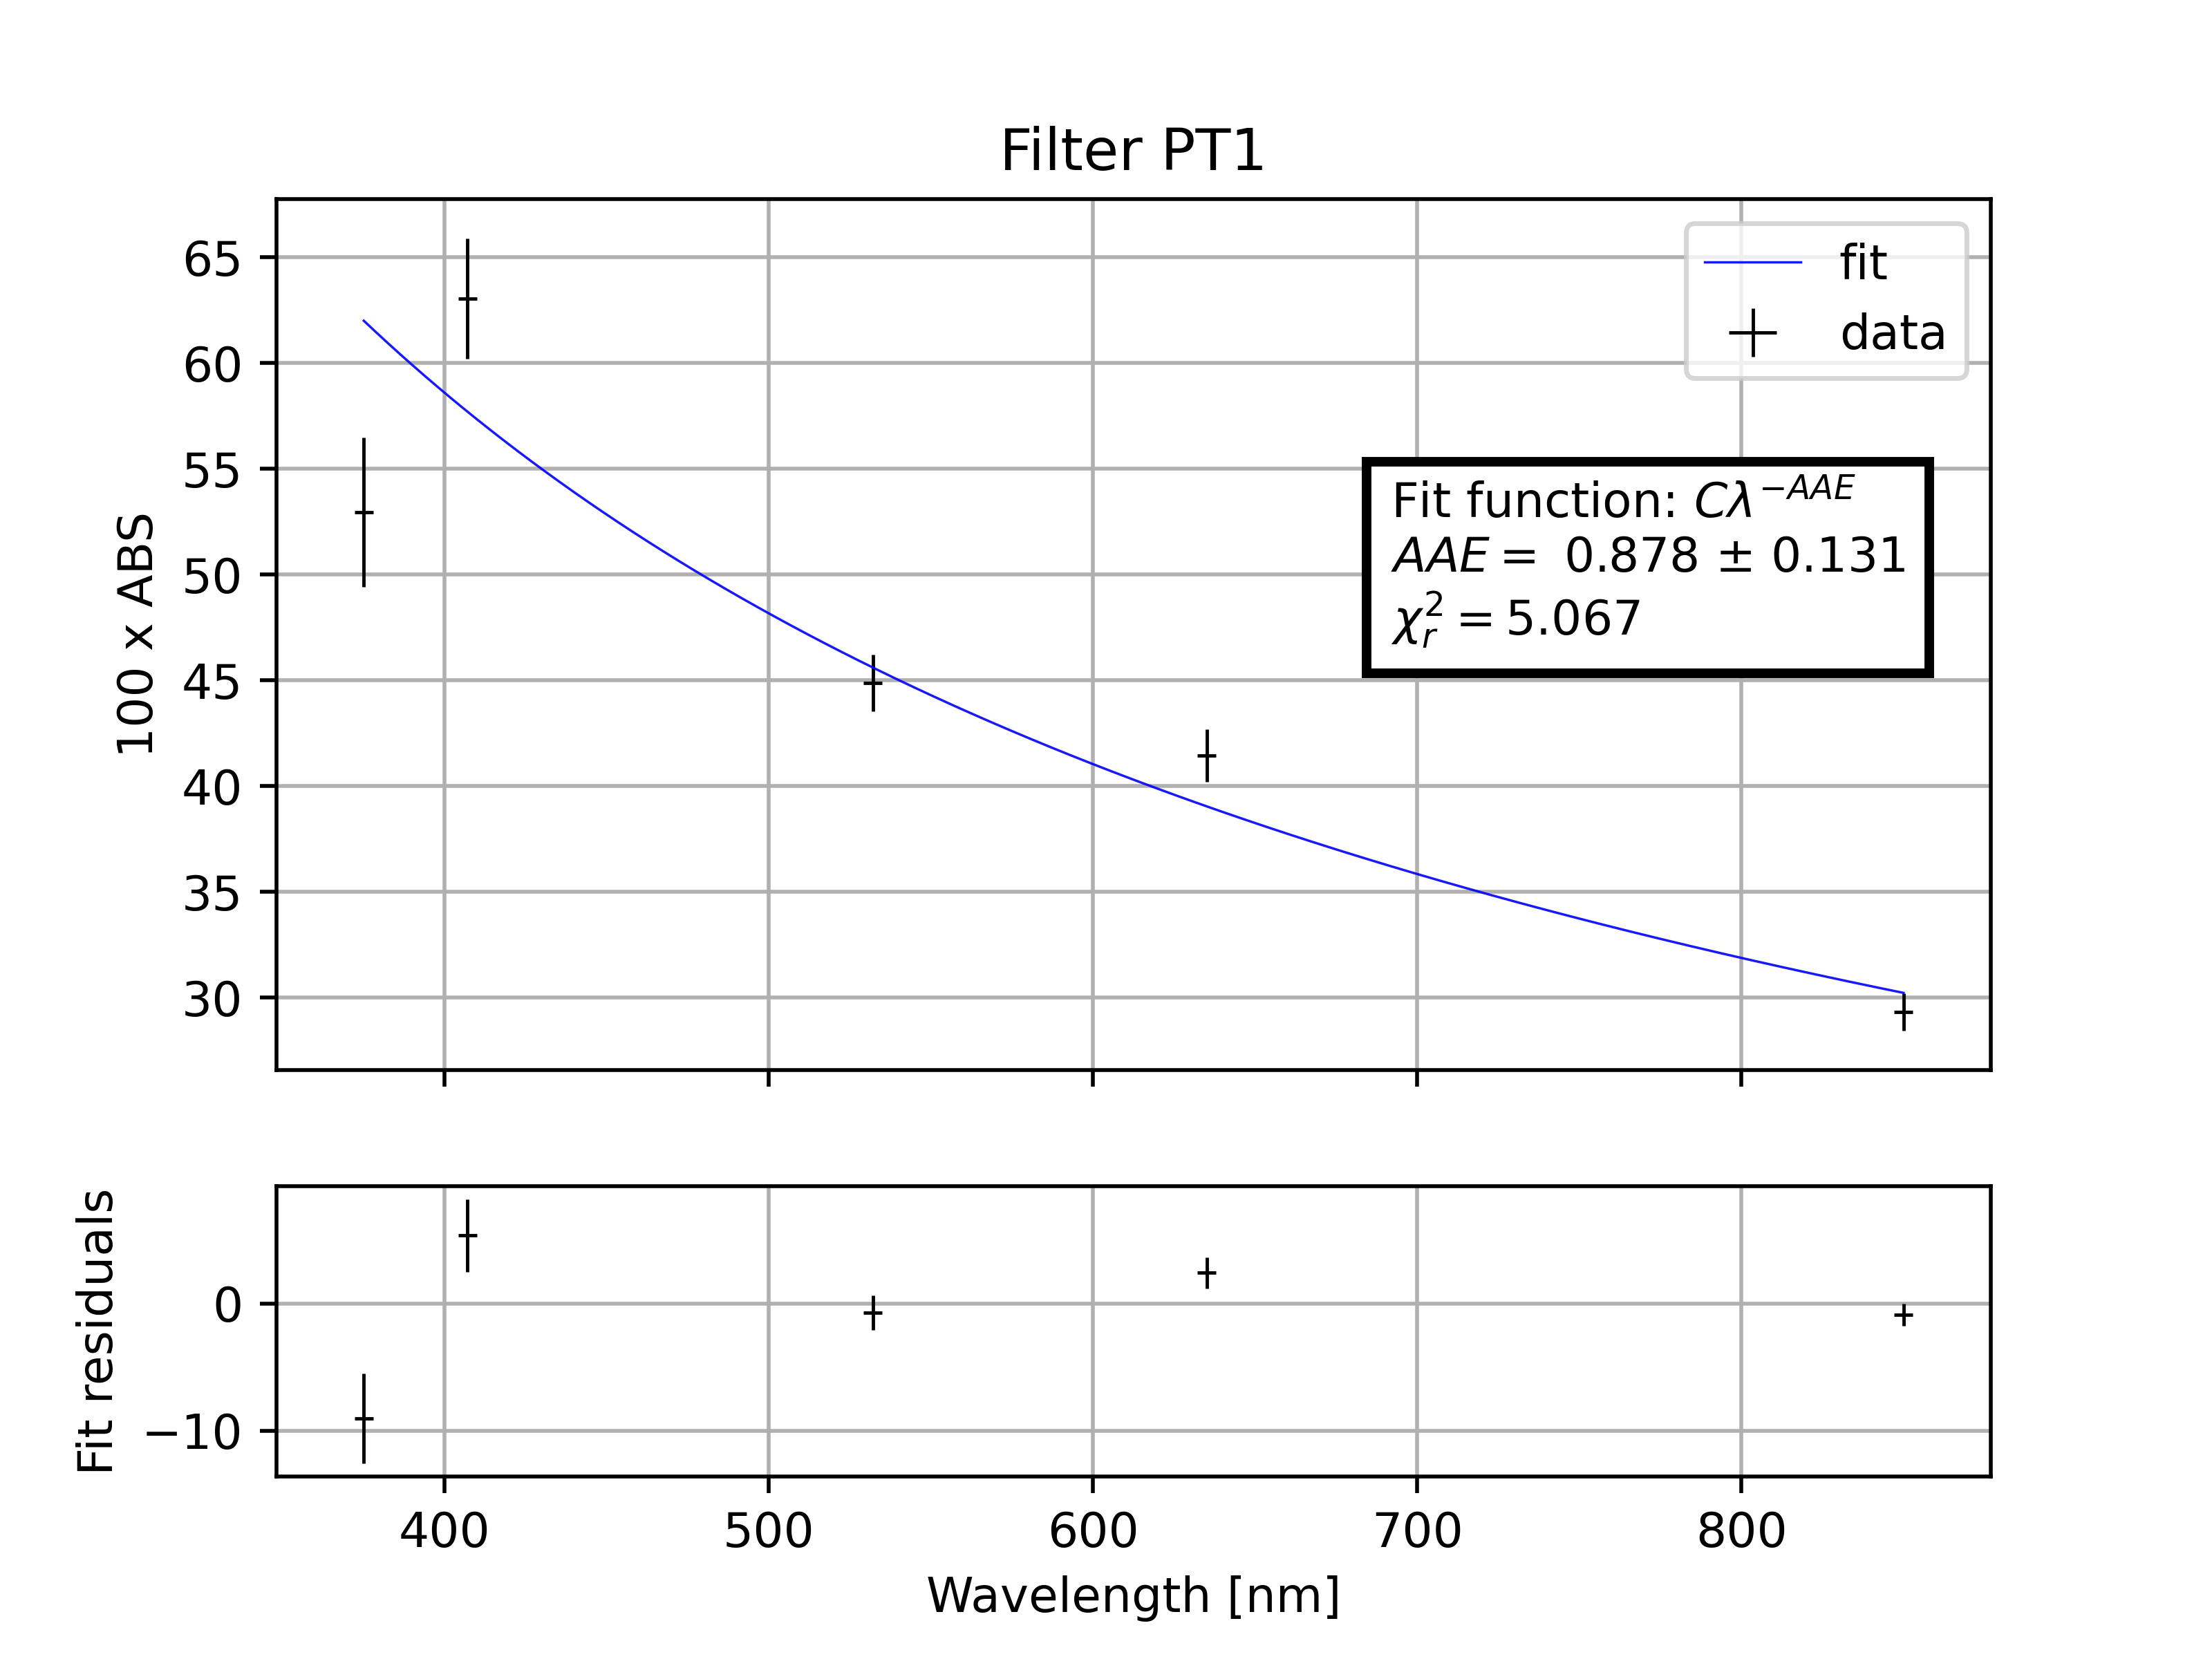 Filter PT1
65
60
55
50
45
40
35
30
100 x ABS
fit
data
Fit function: Cλ^−AAE
AAE = 0.878 ± 0.131
χ_r^2 = 5.067
0
−10
Fit residuals
400 500 600 700 800
Wavelength [nm]